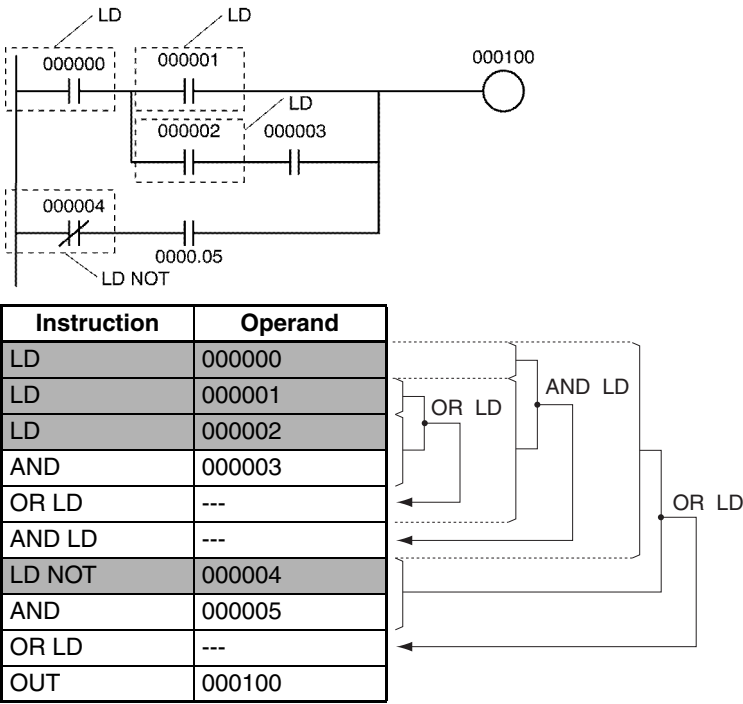 LD LD
000000 000001 000100
LD
000002 000003
000004
0000.05
LD NOT
Instruction Operand
LD 000000
LD 000001
LD 000002
AND 000003
OR LD ---
AND LD ---
LD NOT 000004
AND 000005
OR LD ---
OUT 000100
AND LD
OR LD
OR LD